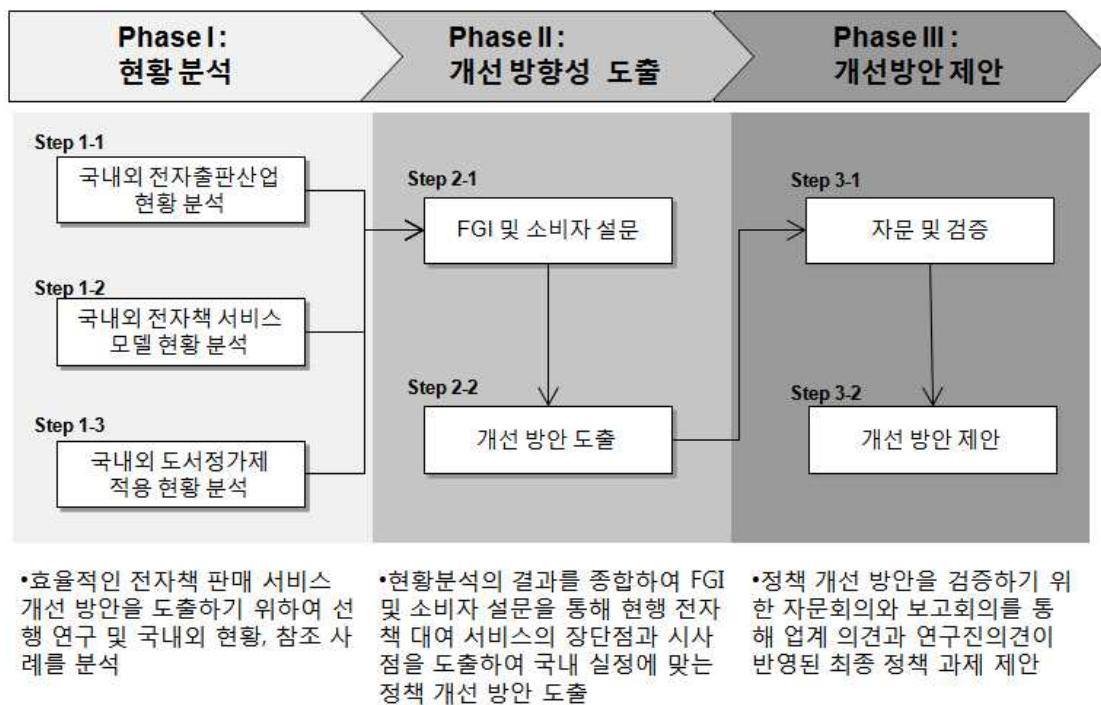 Phase I :
현황 분석
Phase II :
개선 방향성 도출
Phase III :
개선방안 제안
Step 1-1
국내외 전자출판산업
현황 분석
Step 1-2
국내외 전자책 서비스
모델 현황 분석
Step 1-3
국내외 도서정가제
적용 현황 분석
Step 2-1
FGI 및 소비자 설문
Step 2-2
개선 방안 도출
Step 3-1
자문 및 검증
Step 3-2
개선 방안 제안
•효율적인 전자책 판매 서비스
개선 방안을 도출하기 위하여 선
행 연구 및 국내외 현황, 참조 사
례를 분석
•현황분석의 결과를 종합하여 FGI
및 소비자 설문을 통해 현행 전자
책 대여 서비스의 장단점과 시사
점을 도출하여 국내 실정에 맞는
정책 개선 방안 도출
•정책 개선 방안을 검증하기 위
한 자문회의와 보고회의를 통
해 업계 의견과 연구진의견이
반영된 최종 정책 과제 제안